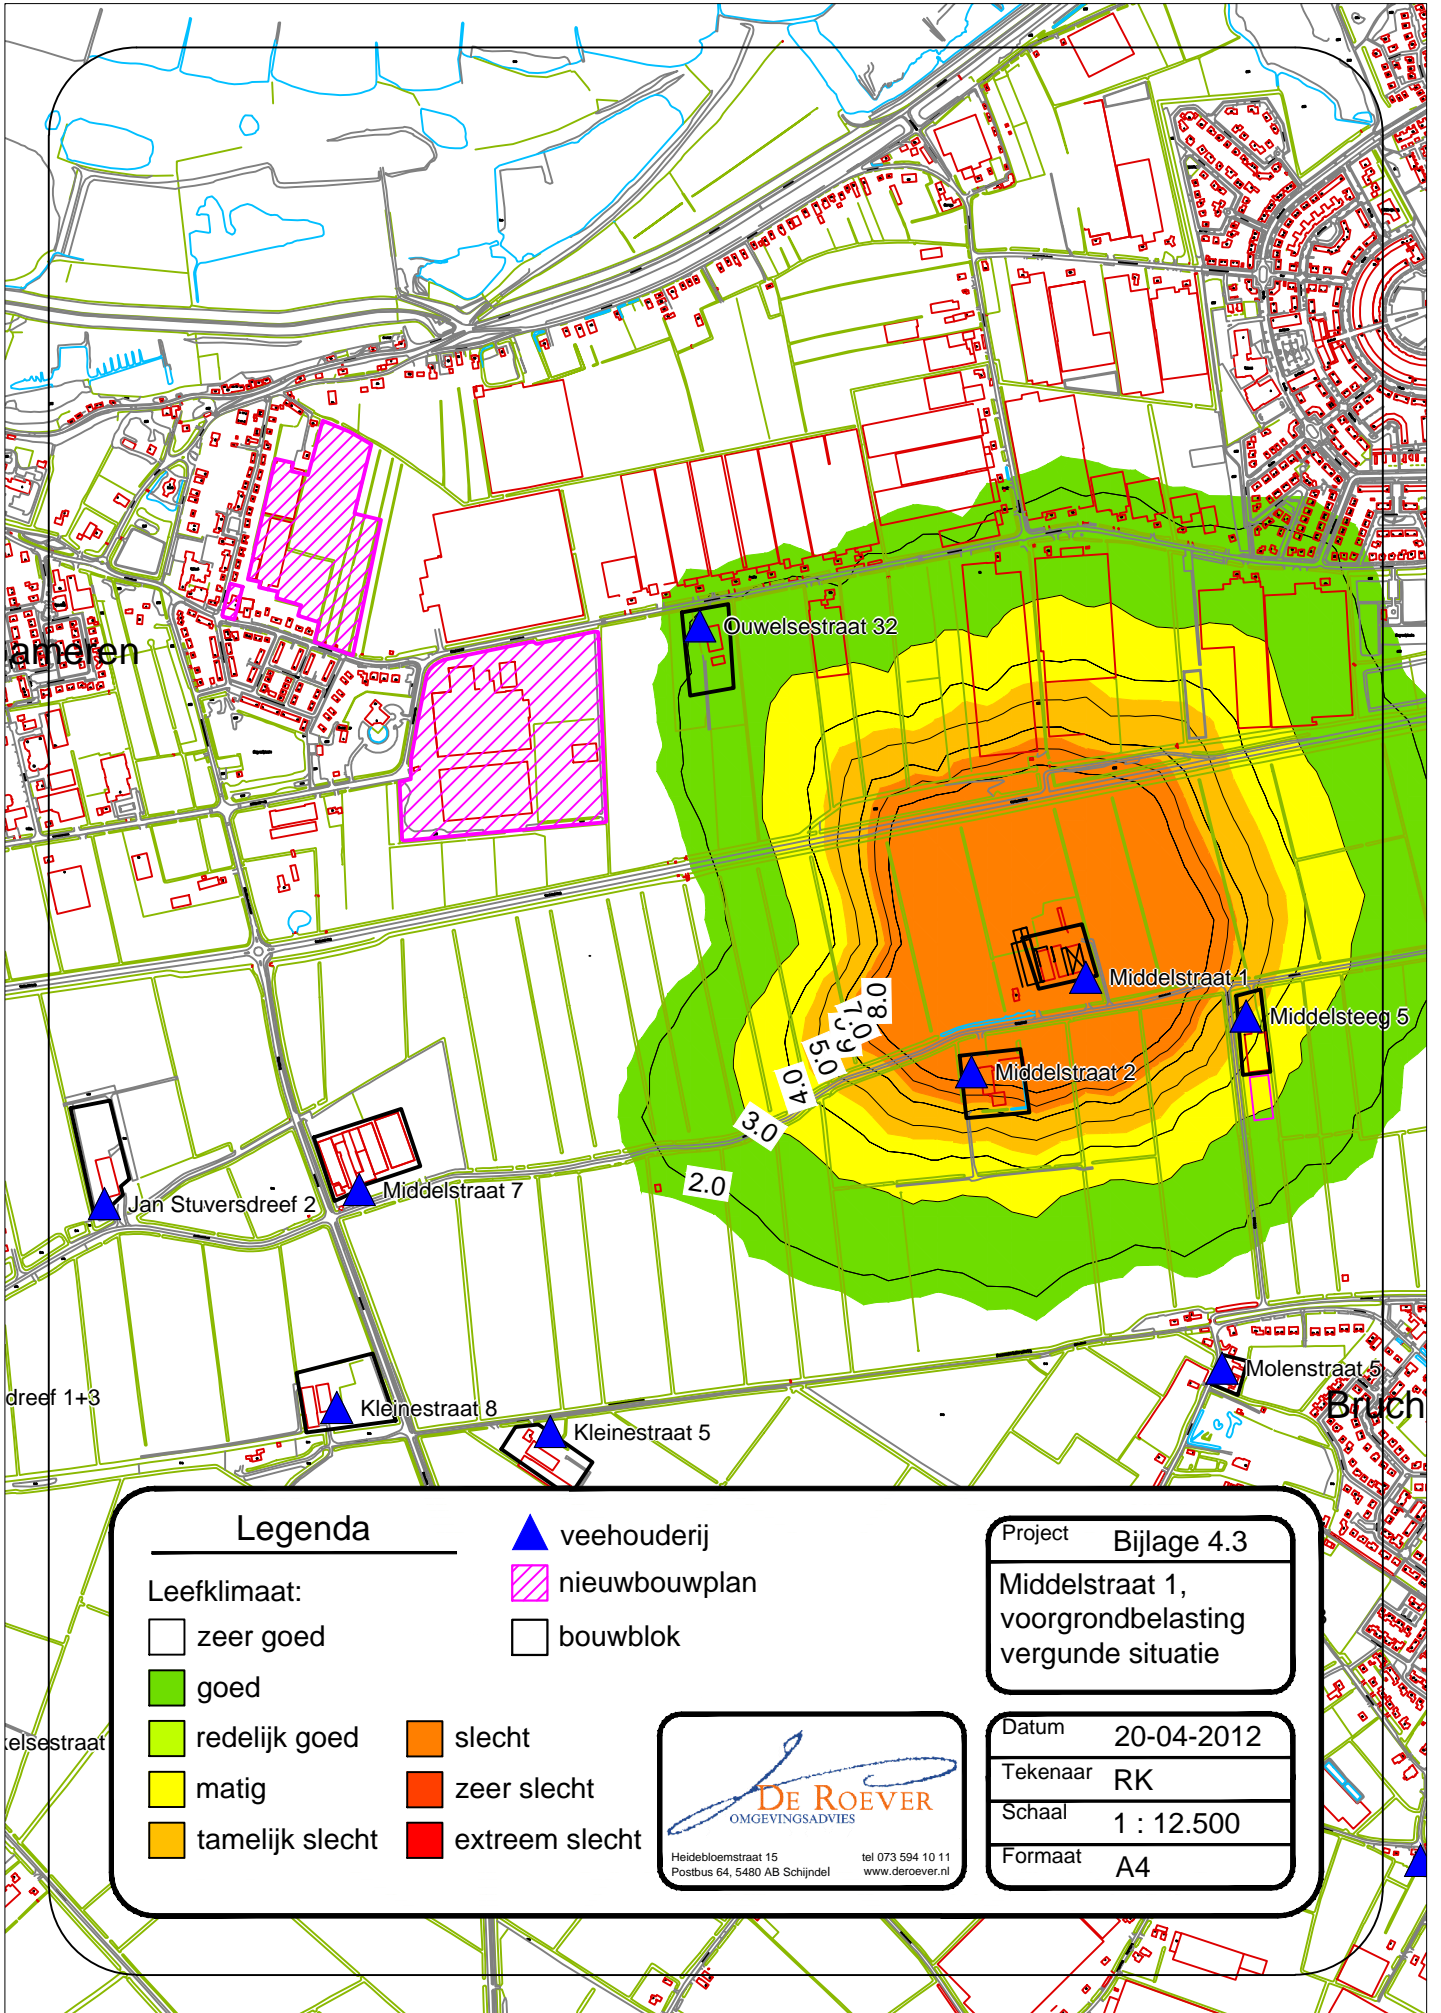 Ouwelsestraat 32
ameren
Middelstraat 1
8.0
7.0
6.0
5.0
4.0
3.0
2.0
Middelsteeg 5
Middelstraat 2
Middelstraat 7
Jan Stuversdreef 2
Molenstraat 5
dreef 1+3
Kleinestraat 8
Bruch
Kleinestraat 5
Legenda
Leefklimaat:
zeer goed
goed
redelijk goed
matig
tamelijk slecht
slecht
zeer slecht
extreem slecht
veehouderij
nieuwbouwplan
bouwblok
elsestraat
DE ROEVER
OMGEVINGSADVIES
Heidebloemstraat 15
tel 073 594 10 11
Postbus 64, 5480 AB Schijndel
www.deroever.nl
Project Bijlage 4.3
Middelstraat 1,
voorgrondbelasting
vergunde situatie
Datum 20-04-2012
Tekenaar RK
Schaal 1 : 12.500
Formaat A4